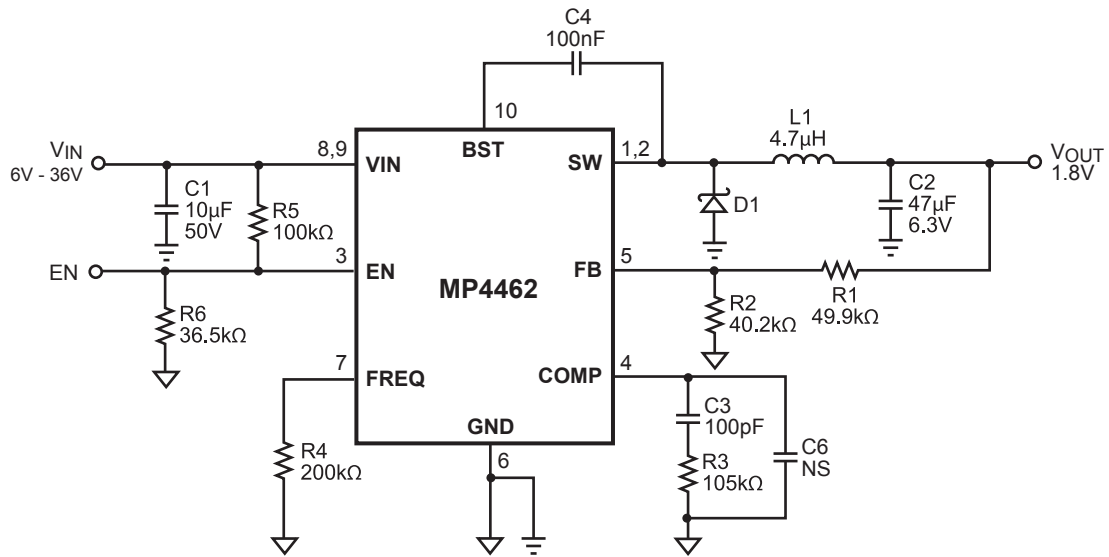 C4
100nF
10
L1
4.7µH
VIN
6V - 36V
8,9
VIN
BST
SW
1,2
VOUT
1.8V
C1
10µF
50V
R5
100kΩ
D1
C2
47µF
6.3V
EN
3
EN
FB
5
MP4462
R6
36.5kΩ
R2
40.2kΩ
R1
49.9kΩ
7
FREQ
COMP
4
GND
6
C3
100pF
R4
200kΩ
R3
105kΩ
C6
NS